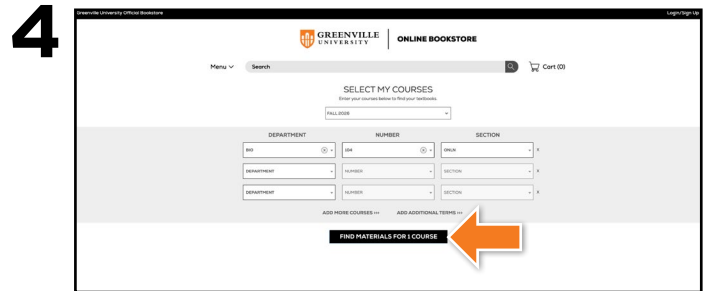 4
Greenville University Official Bookstore Login/Sign Up
GREENVILLE UNIVERSITY ONLINE BOOKSTORE
Menu Search Cart (0)
SELECT MY COURSES
Enter your courses below to find your textbooks.
DEPARTMENT NUMBER SECTION
BIO 104 ONLN X
DEPARTMENT NUMBER SECTION X
DEPARTMENT NUMBER SECTION X
ADD MORE COURSES >>> ADD ADDITIONAL TERMS >>>
FIND MATERIALS FOR 1 COURSE